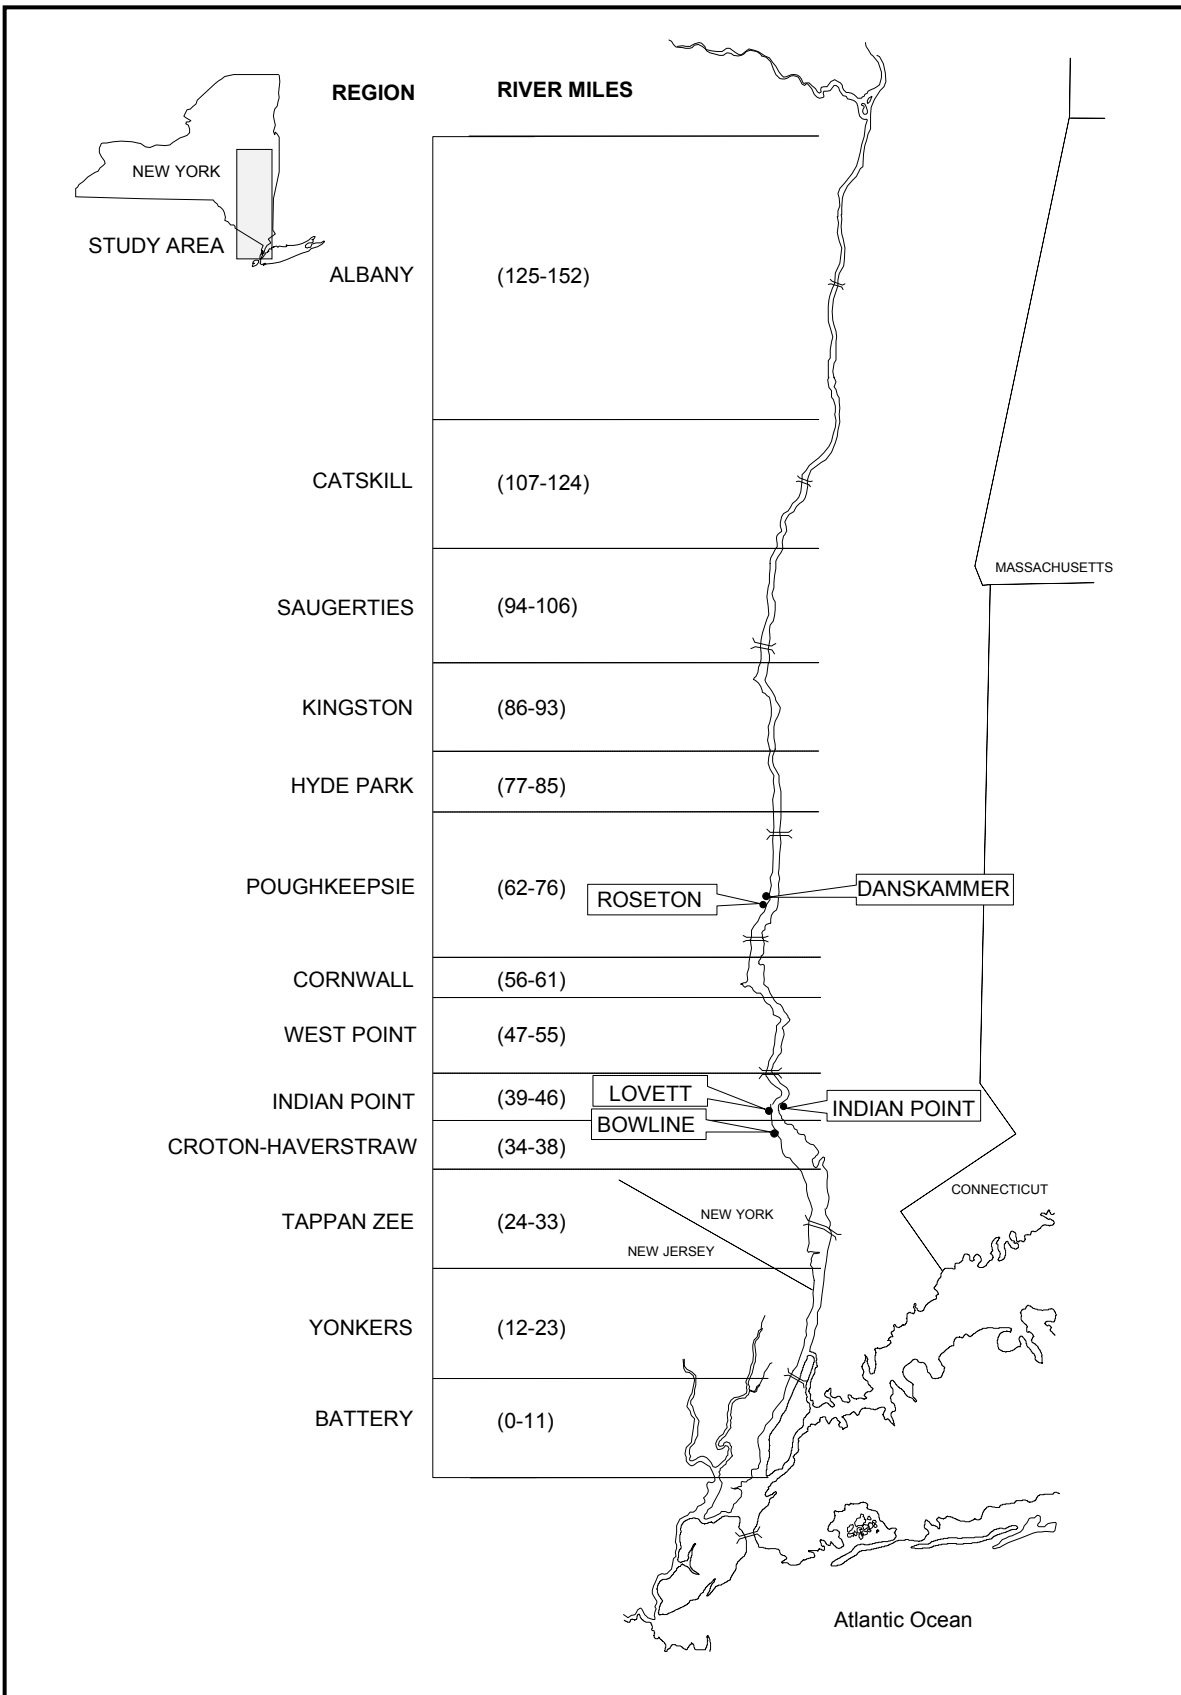 REGION RIVER MILES
NEW YORK
STUDY AREA
ALBANY (125-152)
CATSKILL (107-124)
MASSACHUSETTS
SAUGERTIES (94-106)
KINGSTON (86-93)
HYDE PARK (77-85)
POUGHKEEPSIE (62-76)
ROSETON DANSKAMMER
CORNWALL (56-61)
WEST POINT (47-55)
INDIAN POINT (39-46) LOVETT INDIAN POINT
BOWLINE
CROTON-HAVERSTRAW (34-38)
CONNECTICUT
TAPPAN ZEE (24-33) NEW YORK
NEW JERSEY
YONKERS (12-23)
BATTERY (0-11)
Atlantic Ocean